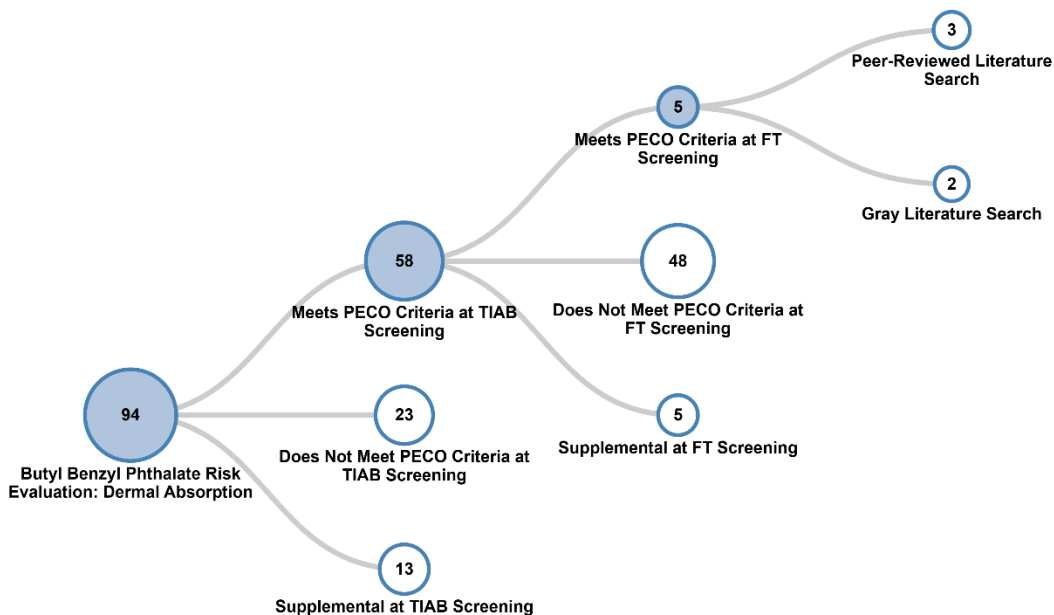 3
Peer-Reviewed Literature
Search
5
Meets PECO Criteria at FT
Screening
2
Gray Literature Search
58
Meets PECO Criteria at TIAB
Screening
48
Does Not Meet PECO Criteria at
FT Screening
94
Butyl Benzyl Phthalate Risk
Evaluation: Dermal Absorption
23
Does Not Meet PECO Criteria at
TIAB Screening
5
Supplemental at FT Screening
13
Supplemental at TIAB Screening